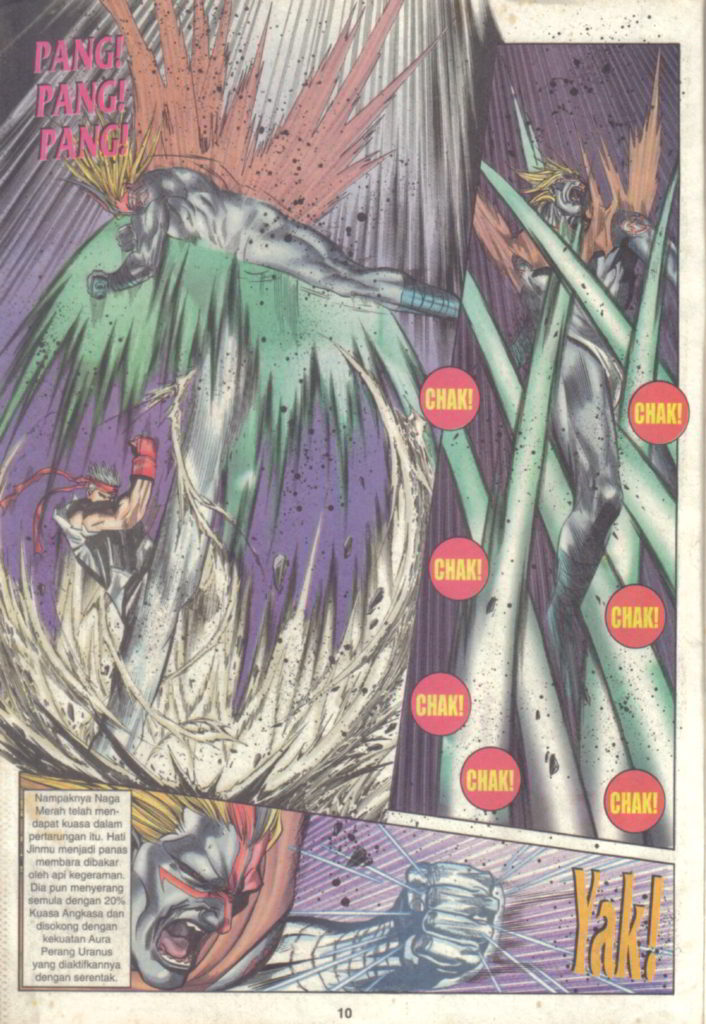 PANG!
PANG!
PANG!
CHAK!
CHAK!
CHAK!
CHAK!
CHAK!
CHAK!
CHAK!
Nampaknya Naga
Merah telah men-
dapat kuasa dalam
pertarungan itu. Hati
Jinmu menjadi panas
membara dibakar
oleh api kegeraman.
Dia pun menyerang
semula dengan 20%
Kuasa Angkasa dan
disokong dengan
kekuatan Aura
Perang Uranus
yang diaktifkannya
dengan serentak.
Yak!
10